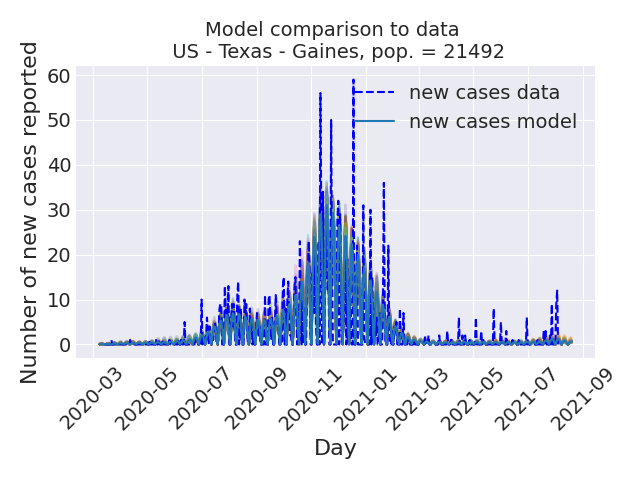 Model comparison to data
US - Texas - Gaines, pop. = 21492
Number of new cases reported
60
50
40
30
20
10
0
new cases data
new cases model
2020-03
2020-05
2020-07
2020-09
2020-11
2021-01
2021-03
2021-05
2021-07
2021-09
Day